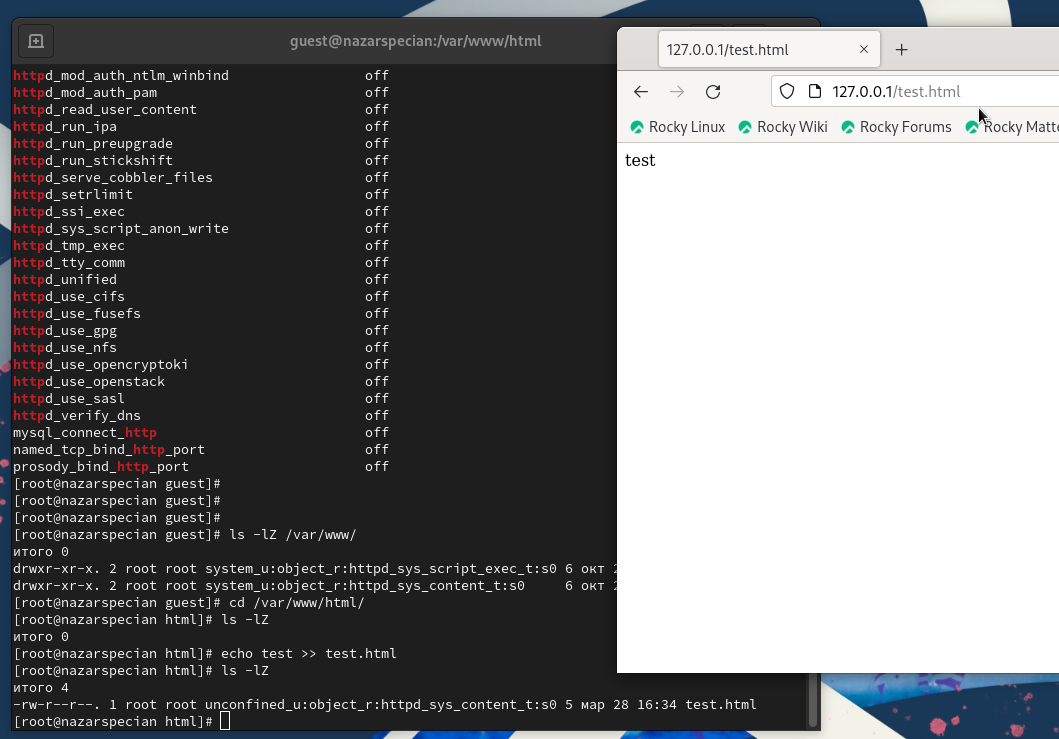 guest@nazarspecian:/var/www/html
httpd_mod_auth_ntlm_winbind off
httpd_mod_auth_pam off
httpd_read_user_content off
httpd_run_ipa off
httpd_run_preupgrade off
httpd_run_stickshift off
httpd_serve_cobbler_files off
httpd_setrlimit off
httpd_ssi_exec off
httpd_sys_script_anon_write off
httpd_tmp_exec off
httpd_tty_comm off
httpd_unified off
httpd_use_cifs off
httpd_use_fusefs off
httpd_use_gpg off
httpd_use_nfs off
httpd_use_opencryptoki off
httpd_use_openstack off
httpd_use_sasl off
httpd_verify_dns off
mysql_connect_http off
named_tcp_bind_http_port off
prosody_bind_http_port off
[root@nazarspecian guest]#
[root@nazarspecian guest]#
[root@nazarspecian guest]#
[root@nazarspecian guest]# ls -lZ /var/www/
итого 0
drwxr-xr-x. 2 root root system_u:object_r:httpd_sys_script_exec_t:s0 6 окт 2
drwxr-xr-x. 2 root root system_u:object_r:httpd_sys_content_t:s0 6 окт 2
[root@nazarspecian guest]# cd /var/www/html/
[root@nazarspecian html]# ls -lZ
итого 0
[root@nazarspecian html]# echo test >> test.html
[root@nazarspecian html]# ls -lZ
итого 4
-rw-r--r--. 1 root root unconfined_u:object_r:httpd_sys_content_t:s0 5 мар 28 16:34 test.html
[root@nazarspecian html]#
127.0.0.1/test.html
127.0.0.1/test.html
Rocky Linux Rocky Wiki Rocky Forums Rocky Matte
test